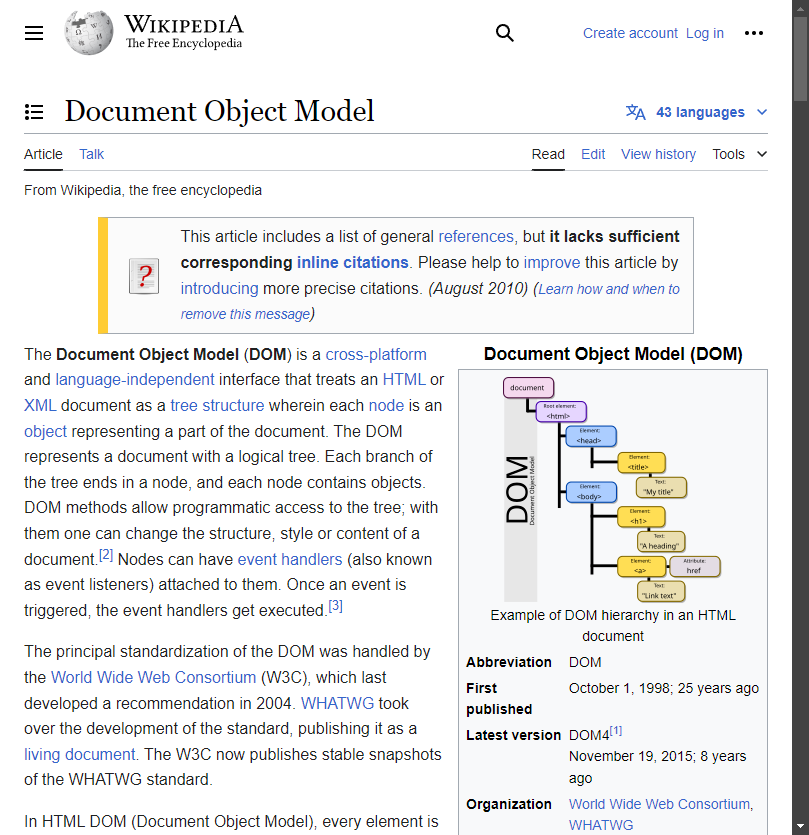 WIKIPEDIA
The Free Encyclopedia
Create account Log in
Document Object Model
43 languages
Article Talk
Read Edit View history Tools
From Wikipedia, the free encyclopedia
This article includes a list of general references, but it lacks sufficient
corresponding inline citations. Please help to improve this article by
introducing more precise citations. (August 2010) (Learn how and when to
remove this message)
The Document Object Model (DOM) is a cross-platform
and language-independent interface that treats an HTML or
XML document as a tree structure wherein each node is an
object representing a part of the document. The DOM
represents a document with a logical tree. Each branch of
the tree ends in a node, and each node contains objects.
DOM methods allow programmatic access to the tree; with
them one can change the structure, style or content of a
document.[2] Nodes can have event handlers (also known
as event listeners) attached to them. Once an event is
triggered, the event handlers get executed.[3]
The principal standardization of the DOM was handled by
the World Wide Web Consortium (W3C), which last
developed a recommendation in 2004. WHATWG took
over the development of the standard, publishing it as a
living document. The W3C now publishes stable snapshots
of the WHATWG standard.
In HTML DOM (Document Object Model), every element is
Document Object Model (DOM)
DOM
Document Object Model
document
Root element:
<html>
Element:
<head>
Element:
<title>
Text:
"My title"
Element:
<body>
Element:
<h1>
Text:
"A heading"
Element:
<a>
Attribute:
href
Text:
"Link text"
Example of DOM hierarchy in an HTML
document
Abbreviation DOM
First October 1, 1998; 25 years ago
published
Latest version DOM4[1]
November 19, 2015; 8 years
ago
Organization World Wide Web Consortium,
WHATWG